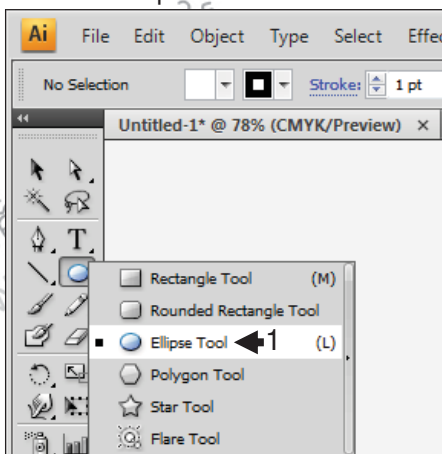 Ai File Edit Object Type Select Effec
No Selection Stroke: 1 pt
Untitled-1* @ 78% (CMYK/Preview) ×
T
Rectangle Tool (M)
Rounded Rectangle Tool
Ellipse Tool 1 (L)
Polygon Tool
Star Tool
Flare Tool